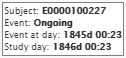 Subject: E0000100227
Event: Ongoing
Event at day: 1845d 00:23
Study day: 1846d 00:23